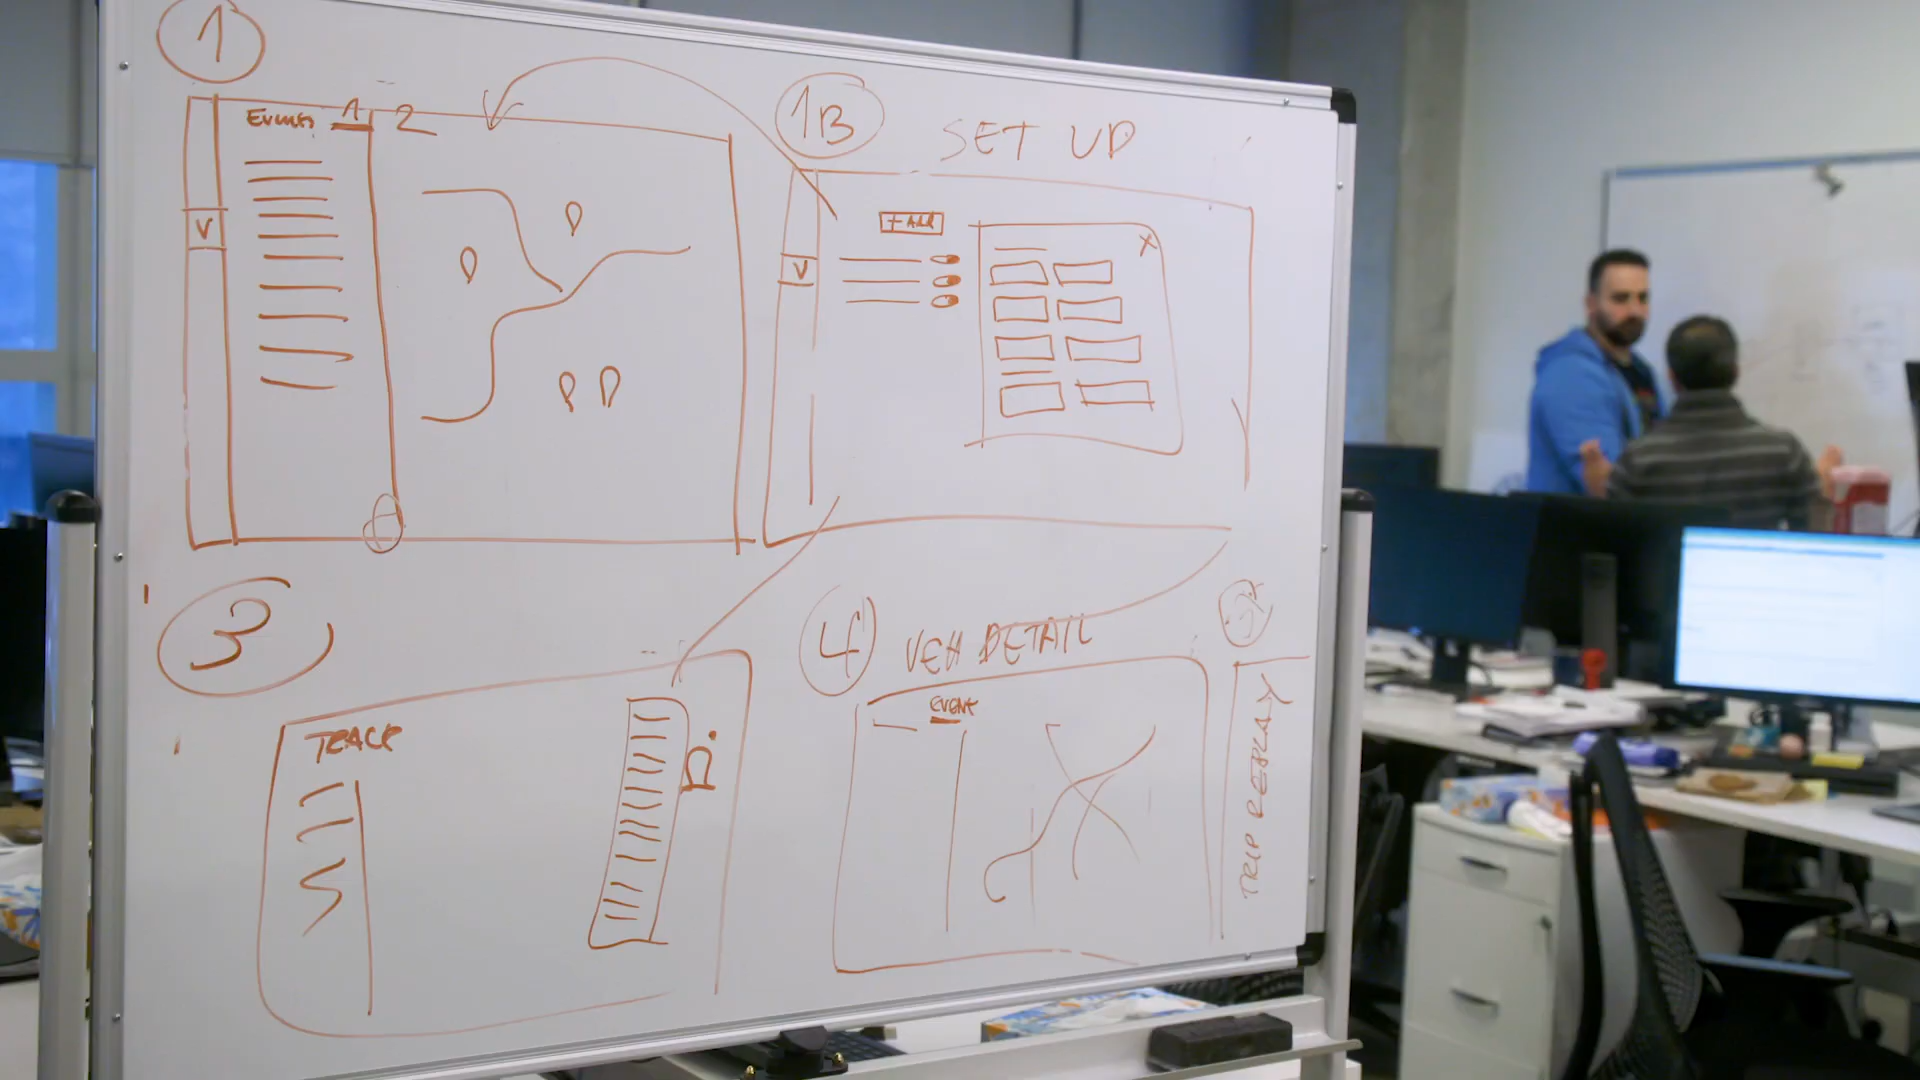 1
Events 1 2
V
1B SET UP
+ ADD
X
V
3
TRACK
D.
4 VEH DETAIL
EVENT
5
TRIP REPLAY